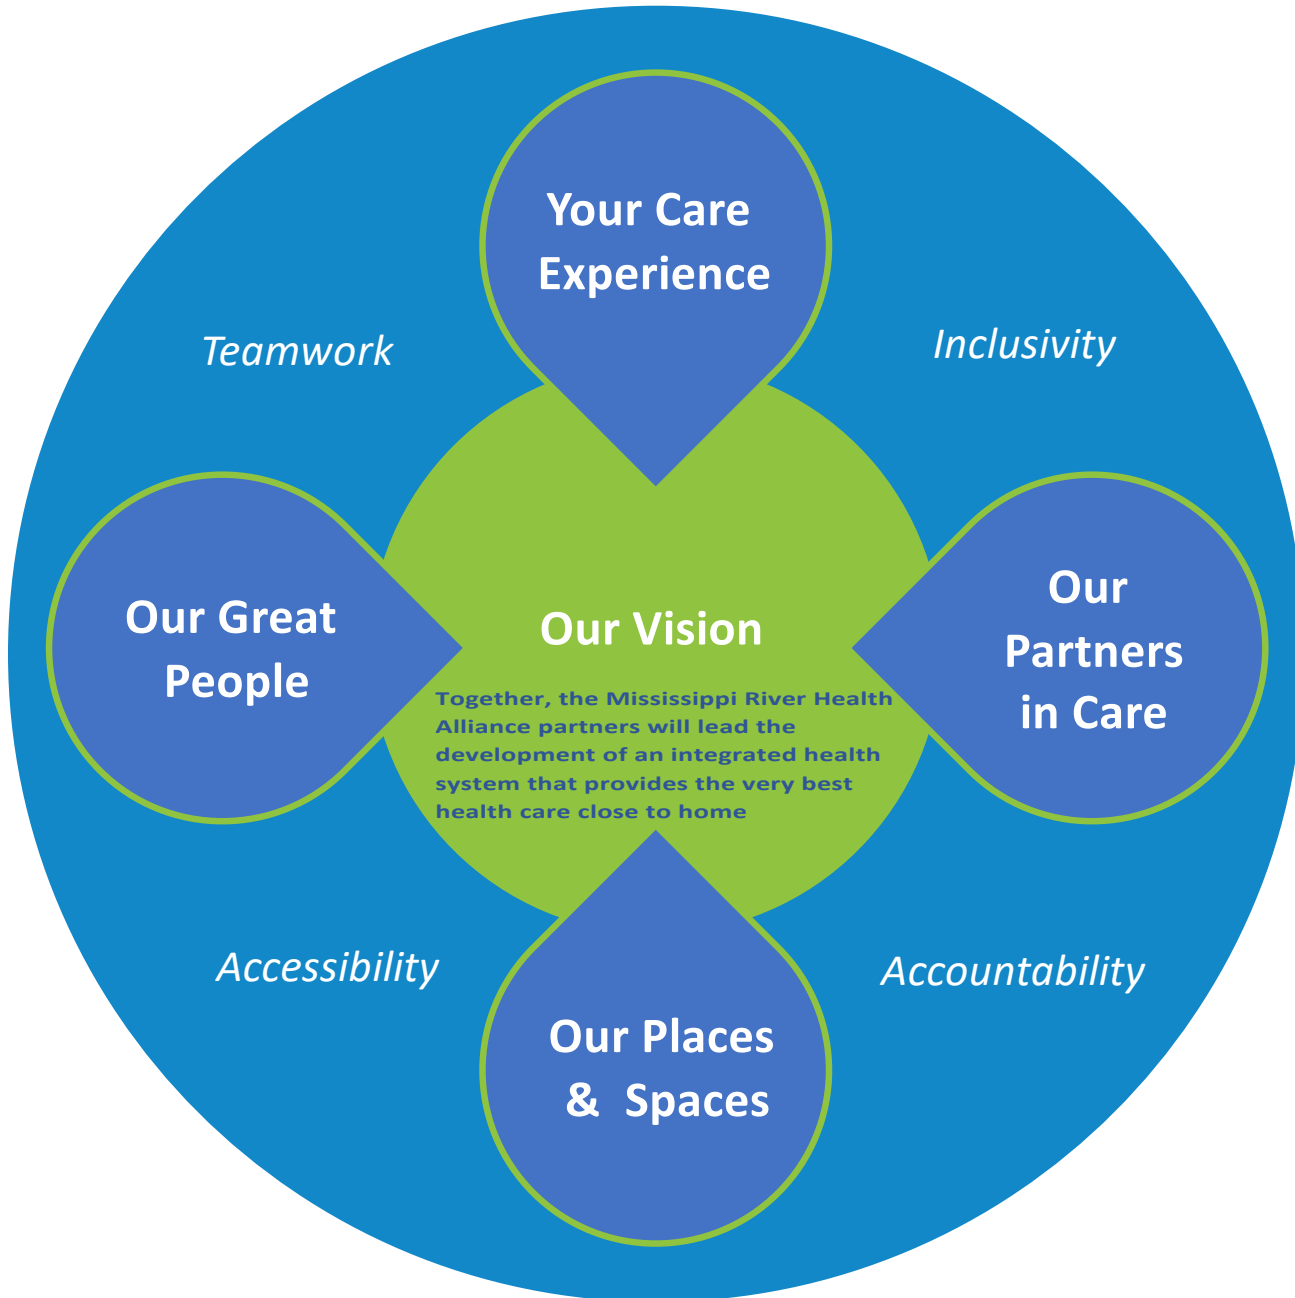 Your Care
Experience
Teamwork
Inclusivity
Our Great
People
Our Vision
Together, the Mississippi River Health
Alliance partners will lead the
development of an integrated health
system that provides the very best
health care close to home
Our
Partners
in Care
Accessibility
Accountability
Our Places
& Spaces